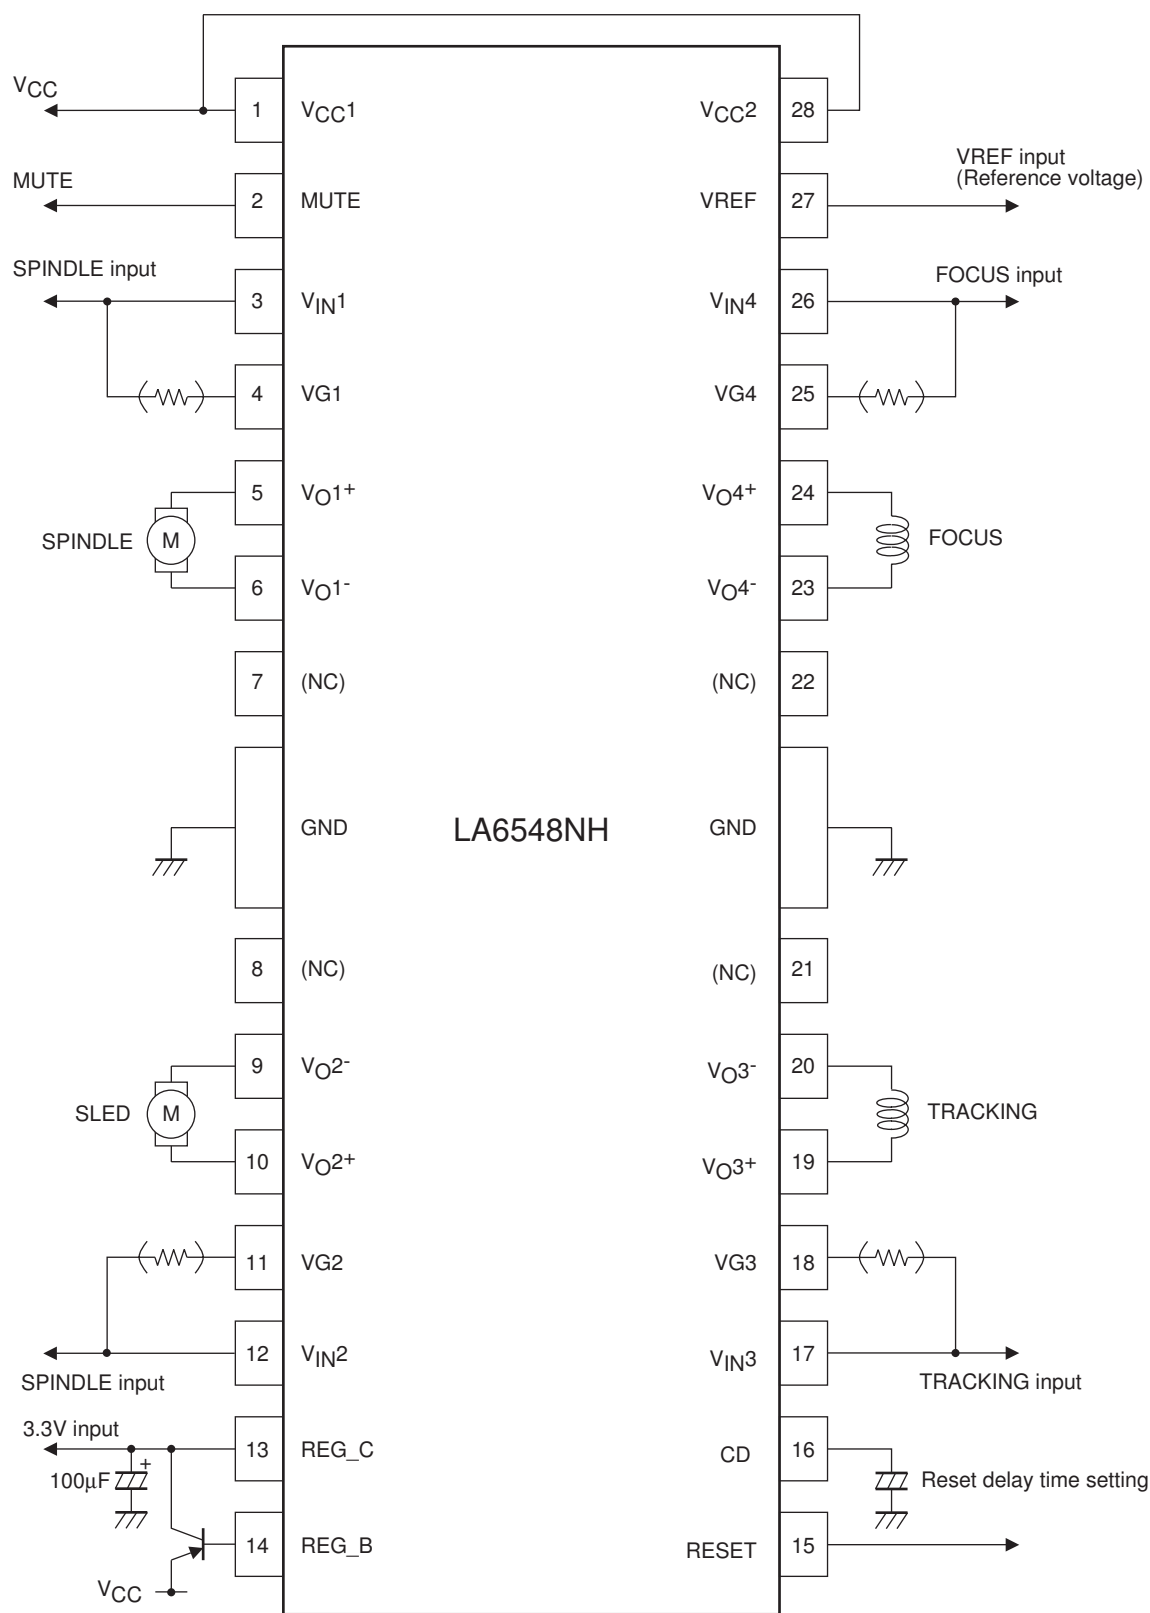 VCC
1
VCC1
VCC2
28
MUTE
2
MUTE
VREF
27
VREF input
(Reference voltage)
SPINDLE input
3
VIN1
VIN4
26
FOCUS input
4
VG1
VG4
25
5
VO1+
VO4+
24
SPINDLE
M
FOCUS
6
VO1-
VO4-
23
7
(NC)
(NC)
22
GND
LA6548NH
GND
8
(NC)
(NC)
21
9
VO2-
VO3-
20
SLED
M
TRACKING
10
VO2+
VO3+
19
11
VG2
VG3
18
12
VIN2
VIN3
17
SPINDLE input
TRACKING input
3.3V input
13
REG_C
CD
16
100μF
+
Reset delay time setting
14
REG_B
RESET
15
VCC